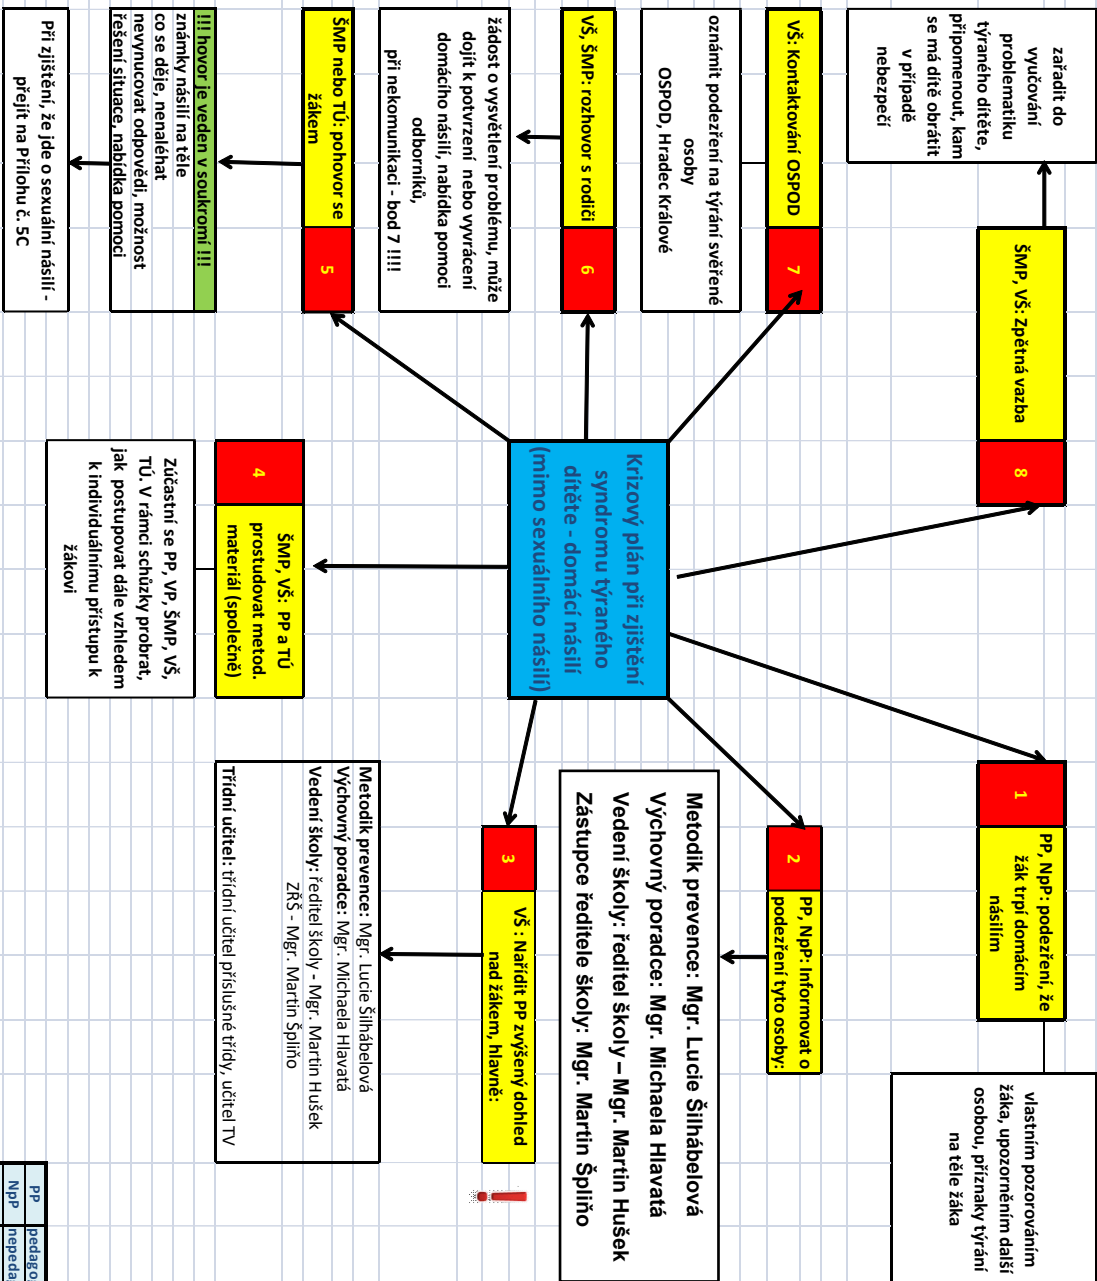 Krizový plán při zjištění
syndromu týraného
dítěte - domácí násilí
(mimo sexuálního násilí)
1
PP, NpP: podezření, že
žák trpí domácím
násilím
vlastním pozorováním
žáka, upozorněním další
osobou, příznaky týrání
na těle žáka
2
PP, NpP: Informovat o
podezření tyto osoby:
Metodik prevence: Mgr. Lucie Šilhábelová
Výchovný poradce: Mgr. Michaela Hlavatá
Vedení školy: ředitel školy – Mgr. Martin Hušek
Zástupce ředitele školy: Mgr. Martin Špliňo
3
VŠ : Nařídit PP zvýšený dohled
nad žákem, hlavně:
Metodik prevence: Mgr. Lucie Šilhábelová
Výchovný poradce: Mgr. Michaela Hlavatá
Vedení školy: ředitel školy - Mgr. Martin Hušek
ZŘŠ - Mgr. Martin Špliňo
Třídní učitel: třídní učitel příslušné třídy, učitel TV
4
ŠMP, VŠ: PP a TÚ
prostudovat metod.
materiál (společně)
Zúčastní se PP, VP, ŠMP, VŠ,
TÚ. V rámci schůzky probrat,
jak postupovat dále vzhledem
k individuálnímu přístupu k
žákovi
5
ŠMP nebo TÚ: pohovor se
žákem
!!! hovor je veden v soukromí !!!
známky násilí na těle
co se děje, nenaléhat
nevynucovat odpovědi, možnost
řešení situace, nabídka pomoci
Při zjištění, že jde o sexuální násilí -
přejít na Přílohu č. 5C
6
VŠ, ŠMP: rozhovor s rodiči
žádost o vysvětlení problému, může
dojít k potvrzení nebo vyvrácení
domácího násilí, nabídka pomoci
odborníků,
při nekomunikaci - bod 7 !!!!
7
VŠ: Kontaktování OSPOD
oznámit podezření na týrání svěřené
osoby
OSPOD, Hradec Králové
8
ŠMP, VŠ: Zpětná vazba
zařadit do
vyučování
problematiku
týraného dítěte,
připomenout, kam
se má dítě obrátit
v případě
nebezpečí
PP pedago
NpP nepeda